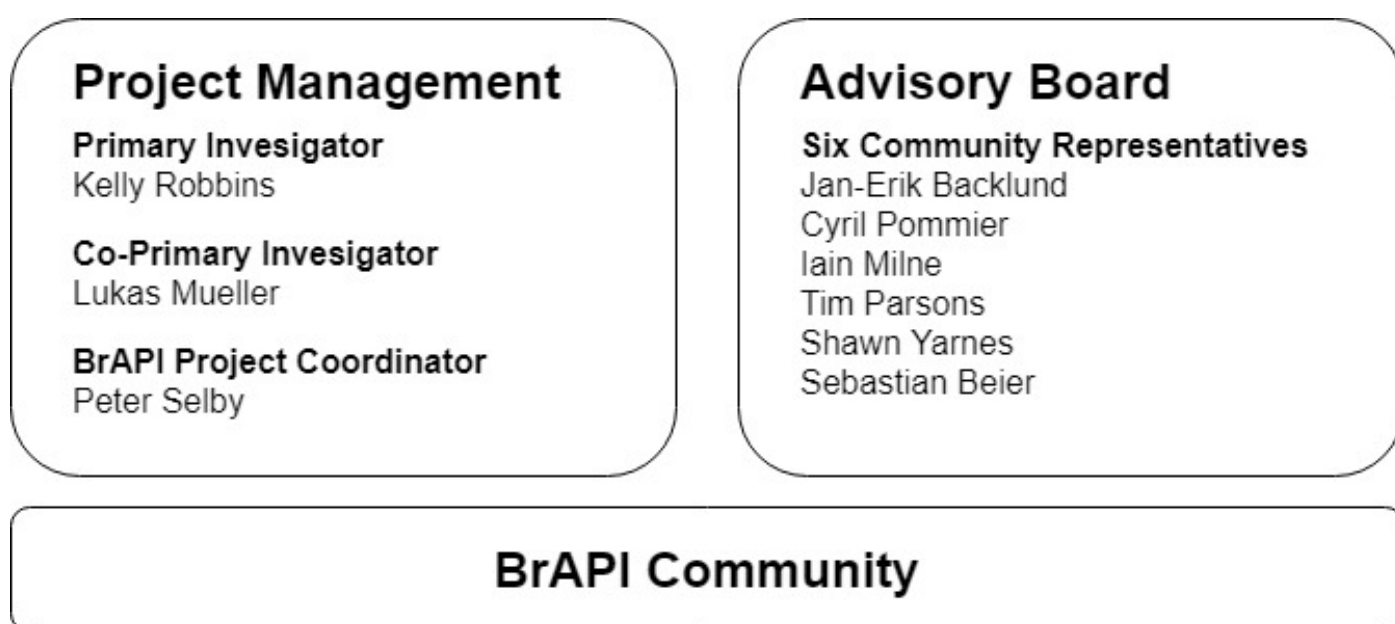 Project Management
Primary Invesigator
Kelly Robbins
Co-Primary Invesigator
Lukas Mueller
BrAPI Project Coordinator
Peter Selby
Advisory Board
Six Community Representatives
Jan-Erik Backlund
Cyril Pommier
Iain Milne
Tim Parsons
Shawn Yarnes
Sebastian Beier
BrAPI Community